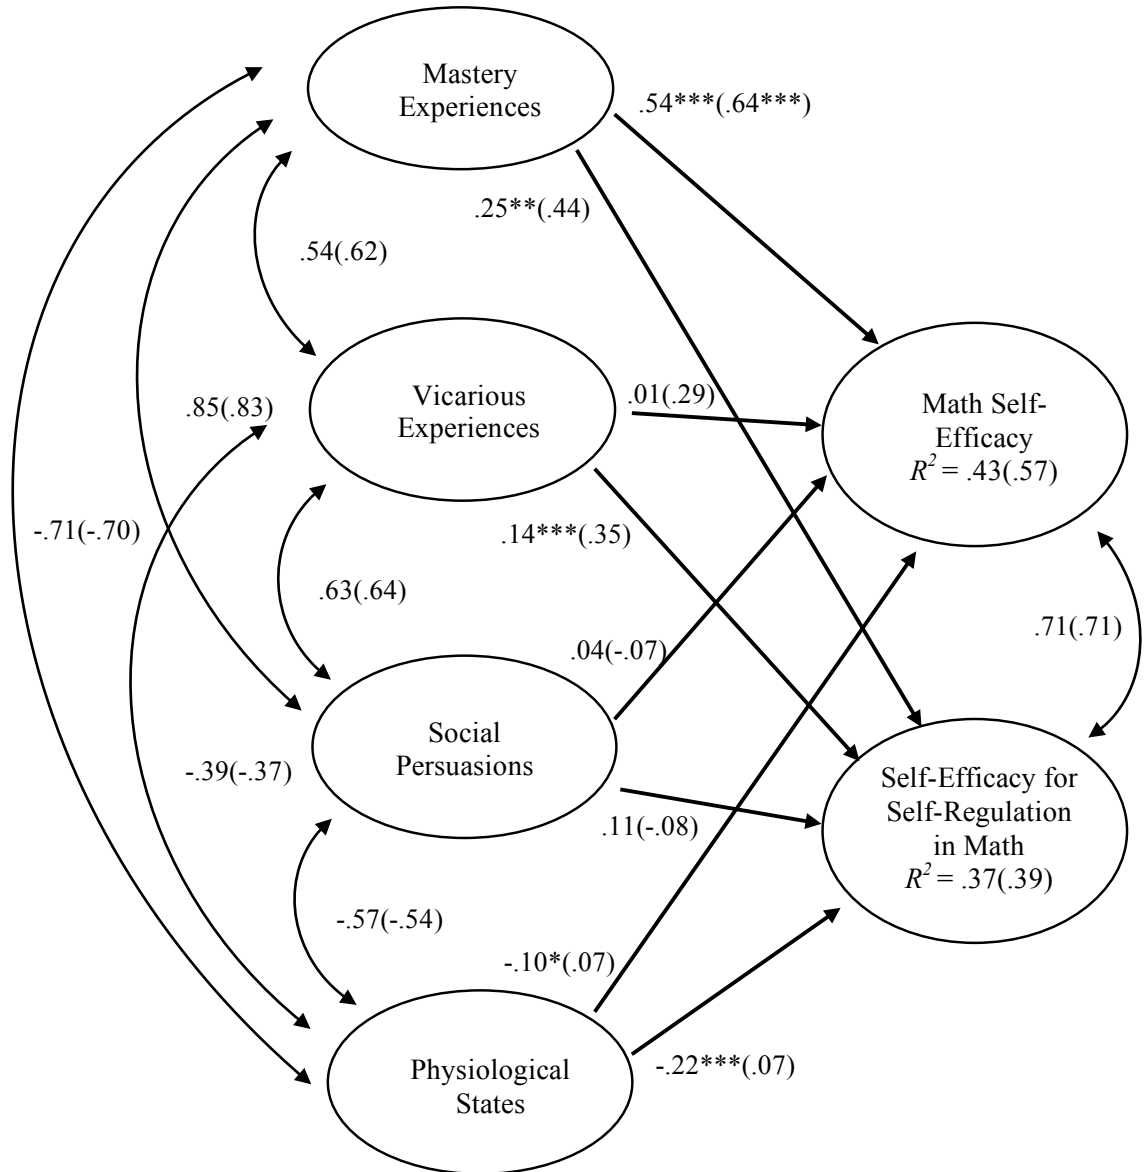 Mastery
Experiences
.54***(.64***)
.25**(.44)
.54(.62)
Vicarious
Experiences
.01(.29)
Math Self-
Efficacy
R² = .43(.57)
.85(.83)
-.71(-.70)
.14***(.35)
.63(.64)
.71(.71)
.04(-.07)
Social
Persuasions
-.39(-.37)
Self-Efficacy for
Self-Regulation
in Math
R² = .37(.39)
.11(-.08)
-.57(-.54)
-.10*(.07)
Physiological
States
-.22***(.07)